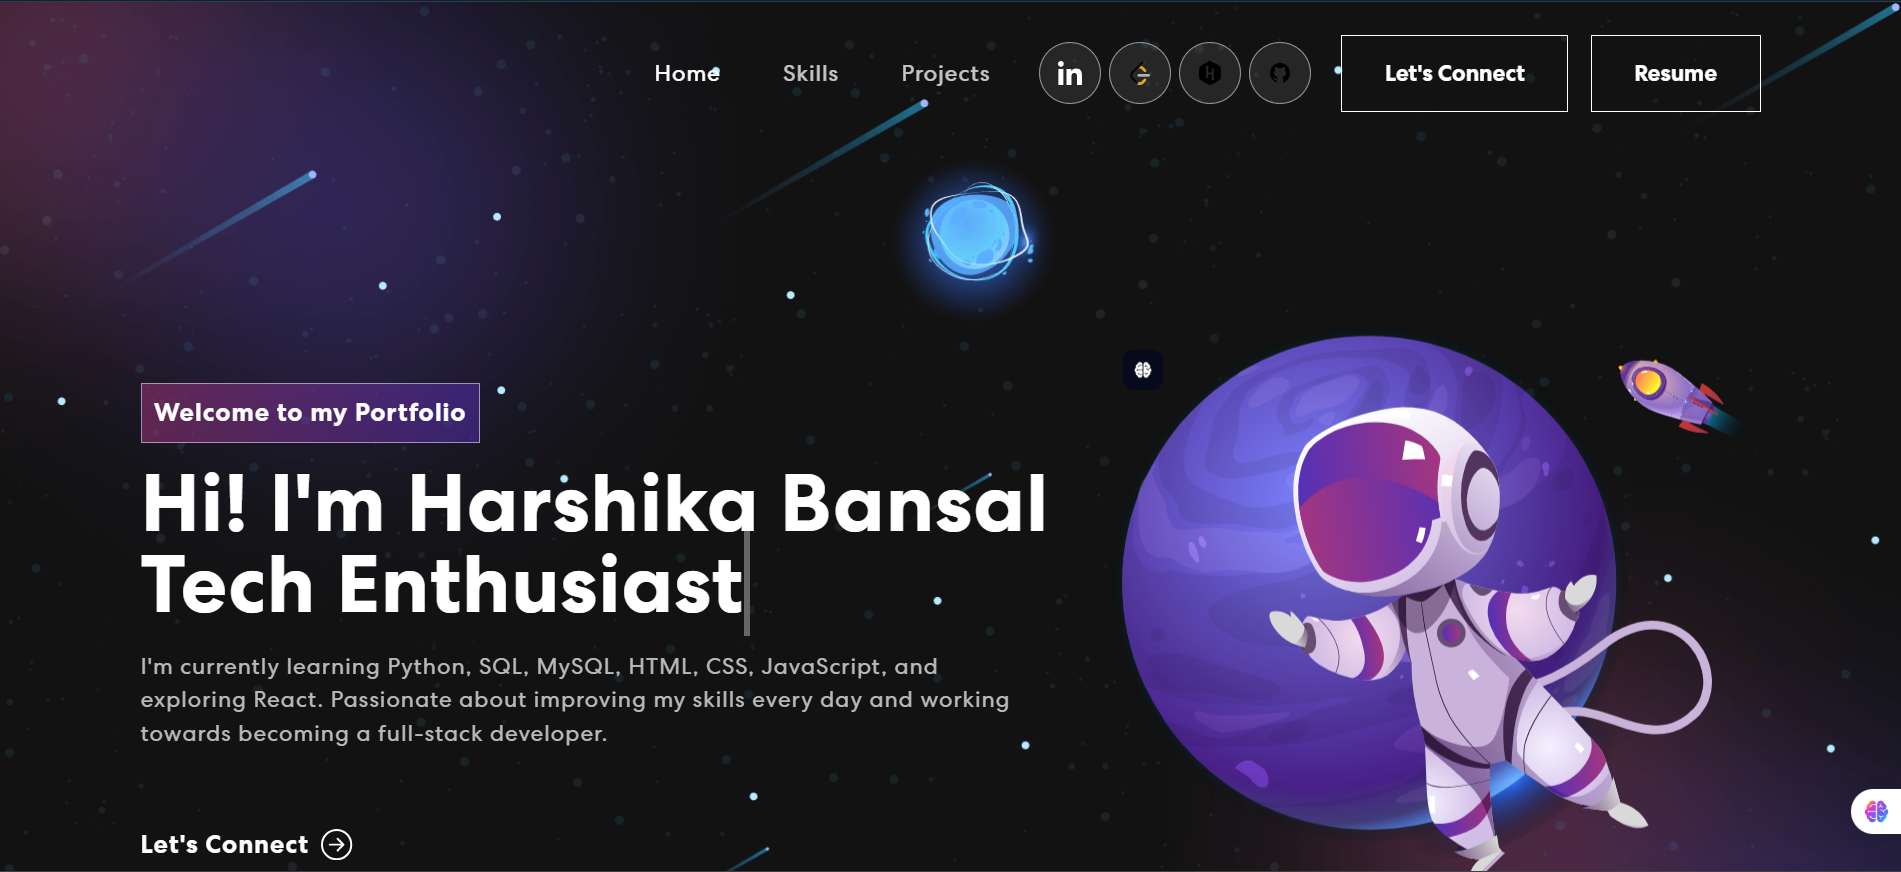 Home Skills Projects in Let's Connect Resume
Welcome to my Portfolio
Hi! I'm Harshika Bansal
Tech Enthusiast
I'm currently learning Python, SQL, MySQL, HTML, CSS, JavaScript, and
exploring React. Passionate about improving my skills every day and working
towards becoming a full-stack developer.
Let's Connect